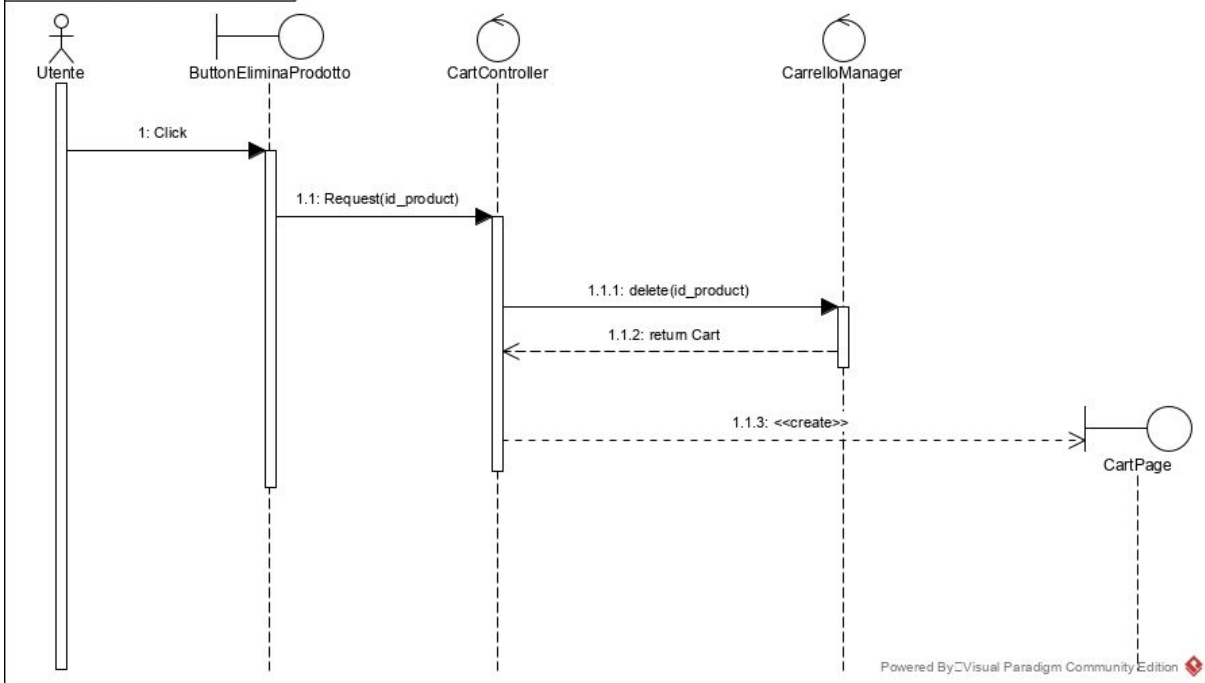 Utente
ButtonEliminaProdotto
CartController
CarrelloManager
1: Click
1.1: Request(id_product)
1.1.1: delete(id_product)
1.1.2: return Cart
1.1.3: <<create>>
CartPage
Powered By Visual Paradigm Community Edition